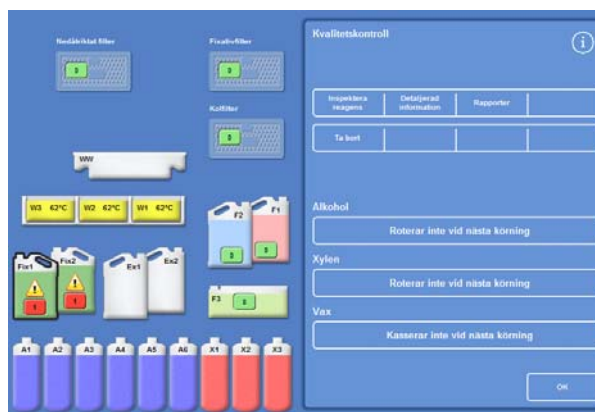 Nedåtriktat filter
Fixativfilter
Kolfilter
WW
W3 62°C
W2 62°C
W1 62°C
F2
F1
Fix1
Fix2
1
1
Ex1
Ex2
F3
A1
A2
A3
A4
A5
A6
X1
X2
X3
Kvalitetskontroll
i
Inspektera
reagens
Detaljerad
information
Rapporter
Ta bort
Alkohol
Roterar inte vid nästa körning
Xylen
Roterar inte vid nästa körning
Vax
Kasserar inte vid nästa körning
OK